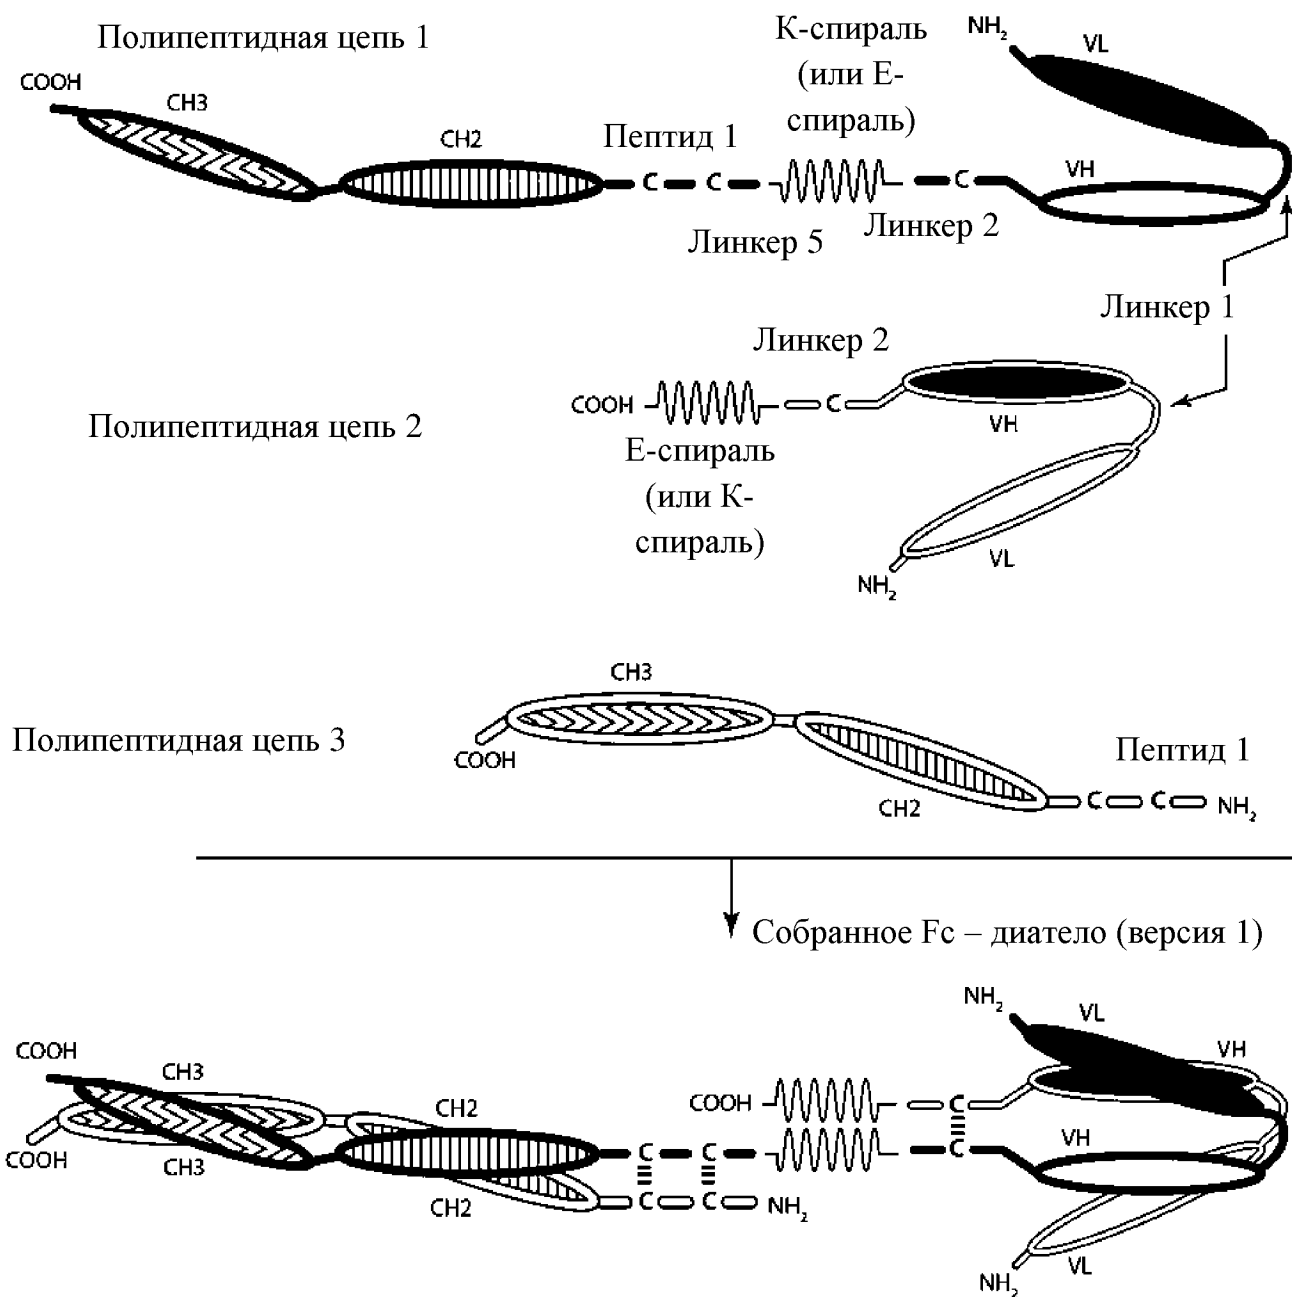 Полипептидная цепь 1
К-спираль
(или Е-
спираль)
NH2
VL
COOH
CH3
CH2
Пептид 1
C C
C
VH
Линкер 5
Линкер 2
Линкер 1
Линкер 2
COOH
C
VH
Полипептидная цепь 2
Е-спираль
(или К-
спираль)
VL
NH2
CH3
Полипептидная цепь 3
COOH
Пептид 1
CH2
C C NH2
Собранное Fc – диатело (версия 1)
NH2
VL
VH
COOH
CH3
CH2
COOH
C
C C
C
VH
COOH
CH3
CH2
C C NH2
VL
NH2